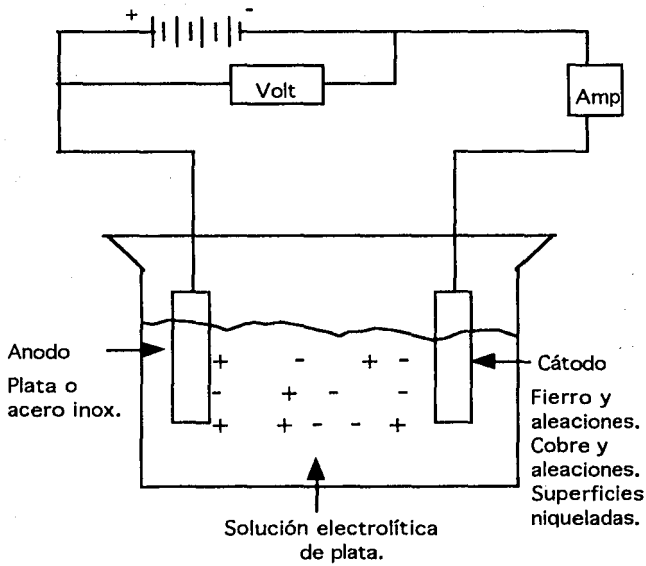 + -
Volt
Amp
Anodo
Plata o
acero inox.
+ - + -
- + - -
+ + - - +
Cátodo
Fierro y
aleaciones.
Cobre y
aleaciones.
Superficies
niqueladas.
Solución electrolítica
de plata.